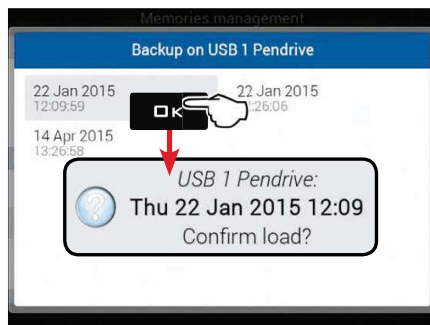 Memories management
Backup on USB 1 Pendrive
22 Jan 2015
12:09:59
22 Jan 2015
:26:06
14 Apr 2015
13:26:58
OK
USB 1 Pendrive:
Thu 22 Jan 2015 12:09
Confirm load?